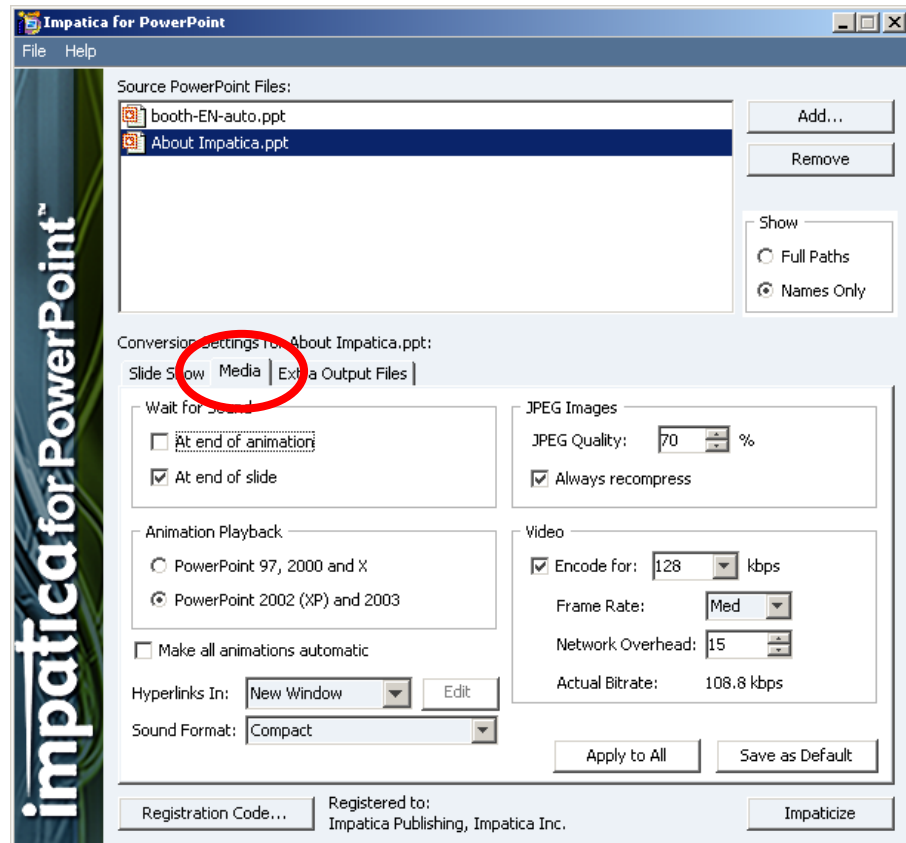 Impatica for PowerPoint
File Help
Source PowerPoint Files:
booth-EN-auto.ppt
About Impatica.ppt
Add...
Remove
Show
Full Paths
Names Only
impatica for PowerPoint™
Conversion Settings for About Impatica.ppt:
Slide Show Media Extra Output Files
Wait for Sound
At end of animation
At end of slide
JPEG Images
JPEG Quality: 70 %
Always recompress
Animation Playback
PowerPoint 97, 2000 and X
PowerPoint 2002 (XP) and 2003
Video
Encode for: 128 kbps
Frame Rate: Med
Network Overhead: 15
Actual Bitrate: 108.8 kbps
Make all animations automatic
Hyperlinks In: New Window Edit
Sound Format: Compact
Apply to All Save as Default
Registration Code...
Registered to:
Impatica Publishing, Impatica Inc.
Impaticize